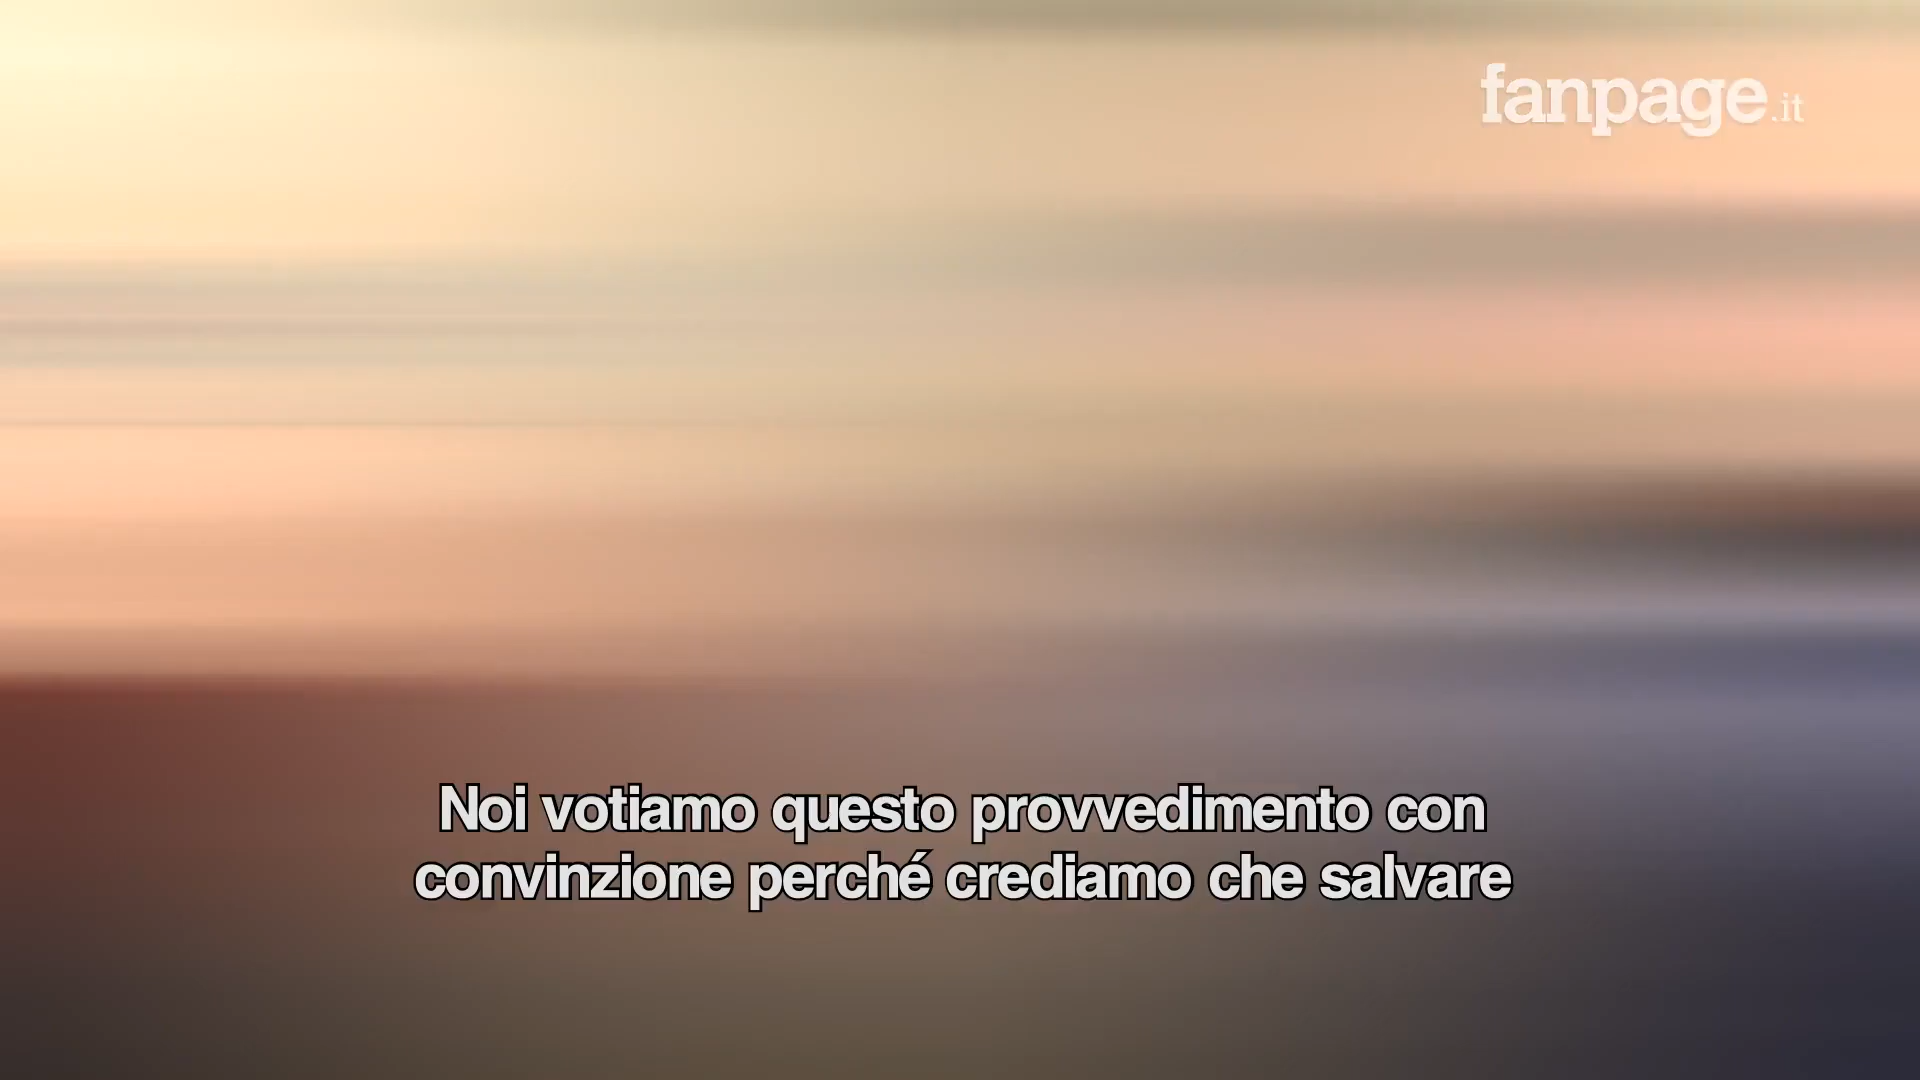 fanpage.it
Noi votiamo questo provvedimento con
convinzione perché crediamo che salvare